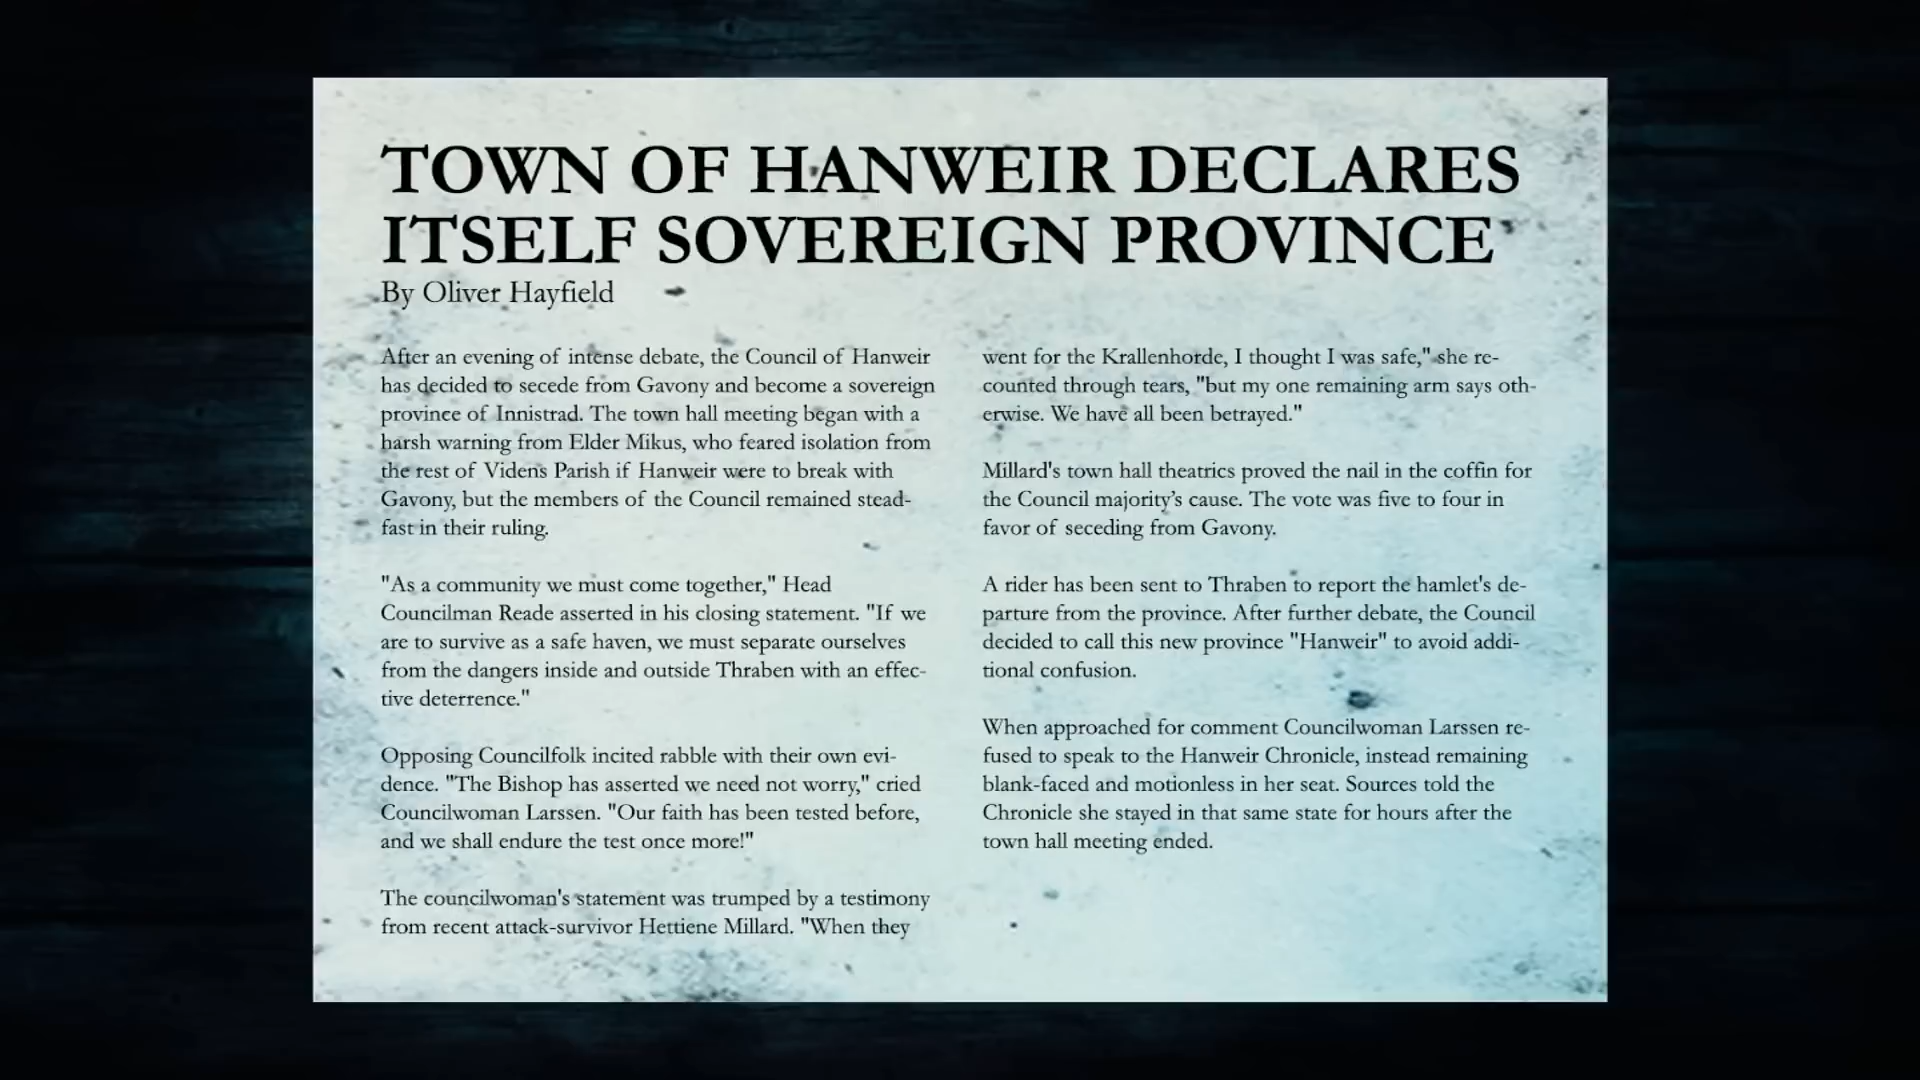 TOWN OF HANWEIR DECLARES
ITSELF SOVEREIGN PROVINCE
By Oliver Hayfield
After an evening of intense debate, the Council of Hanweir
has decided to secede from Gavony and become a sovereign
province of Innistrad. The town hall meeting began with a
harsh warning from Elder Mikus, who feared isolation from
the rest of Videns Parish if Hanweir were to break with
Gavony, but the members of the Council remained stead-
fast in their ruling.
"As a community we must come together," Head
Councilman Reade asserted in his closing statement. "If we
are to survive as a safe haven, we must separate ourselves
from the dangers inside and outside Thraben with an effec-
tive deterrence."
Opposing Councilfolk incited rabble with their own evi-
dence. "The Bishop has asserted we need not worry," cried
Councilwoman Larssen. "Our faith has been tested before,
and we shall endure the test once more!"
The councilwoman's statement was trumped by a testimony
from recent attack-survivor Hettiene Millard. "When they
went for the Krallenhorde, I thought I was safe," she re-
counted through tears, "but my one remaining arm says oth-
erwise. We have all been betrayed."
Millard's town hall theatrics proved the nail in the coffin for
the Council majority’s cause. The vote was five to four in
favor of seceding from Gavony.
A rider has been sent to Thraben to report the hamlet's de-
parture from the province. After further debate, the Council
decided to call this new province "Hanweir" to avoid addi-
tional confusion.
When approached for comment Councilwoman Larssen re-
fused to speak to the Hanweir Chronicle, instead remaining
blank-faced and motionless in her seat. Sources told the
Chronicle she stayed in that same state for hours after the
town hall meeting ended.